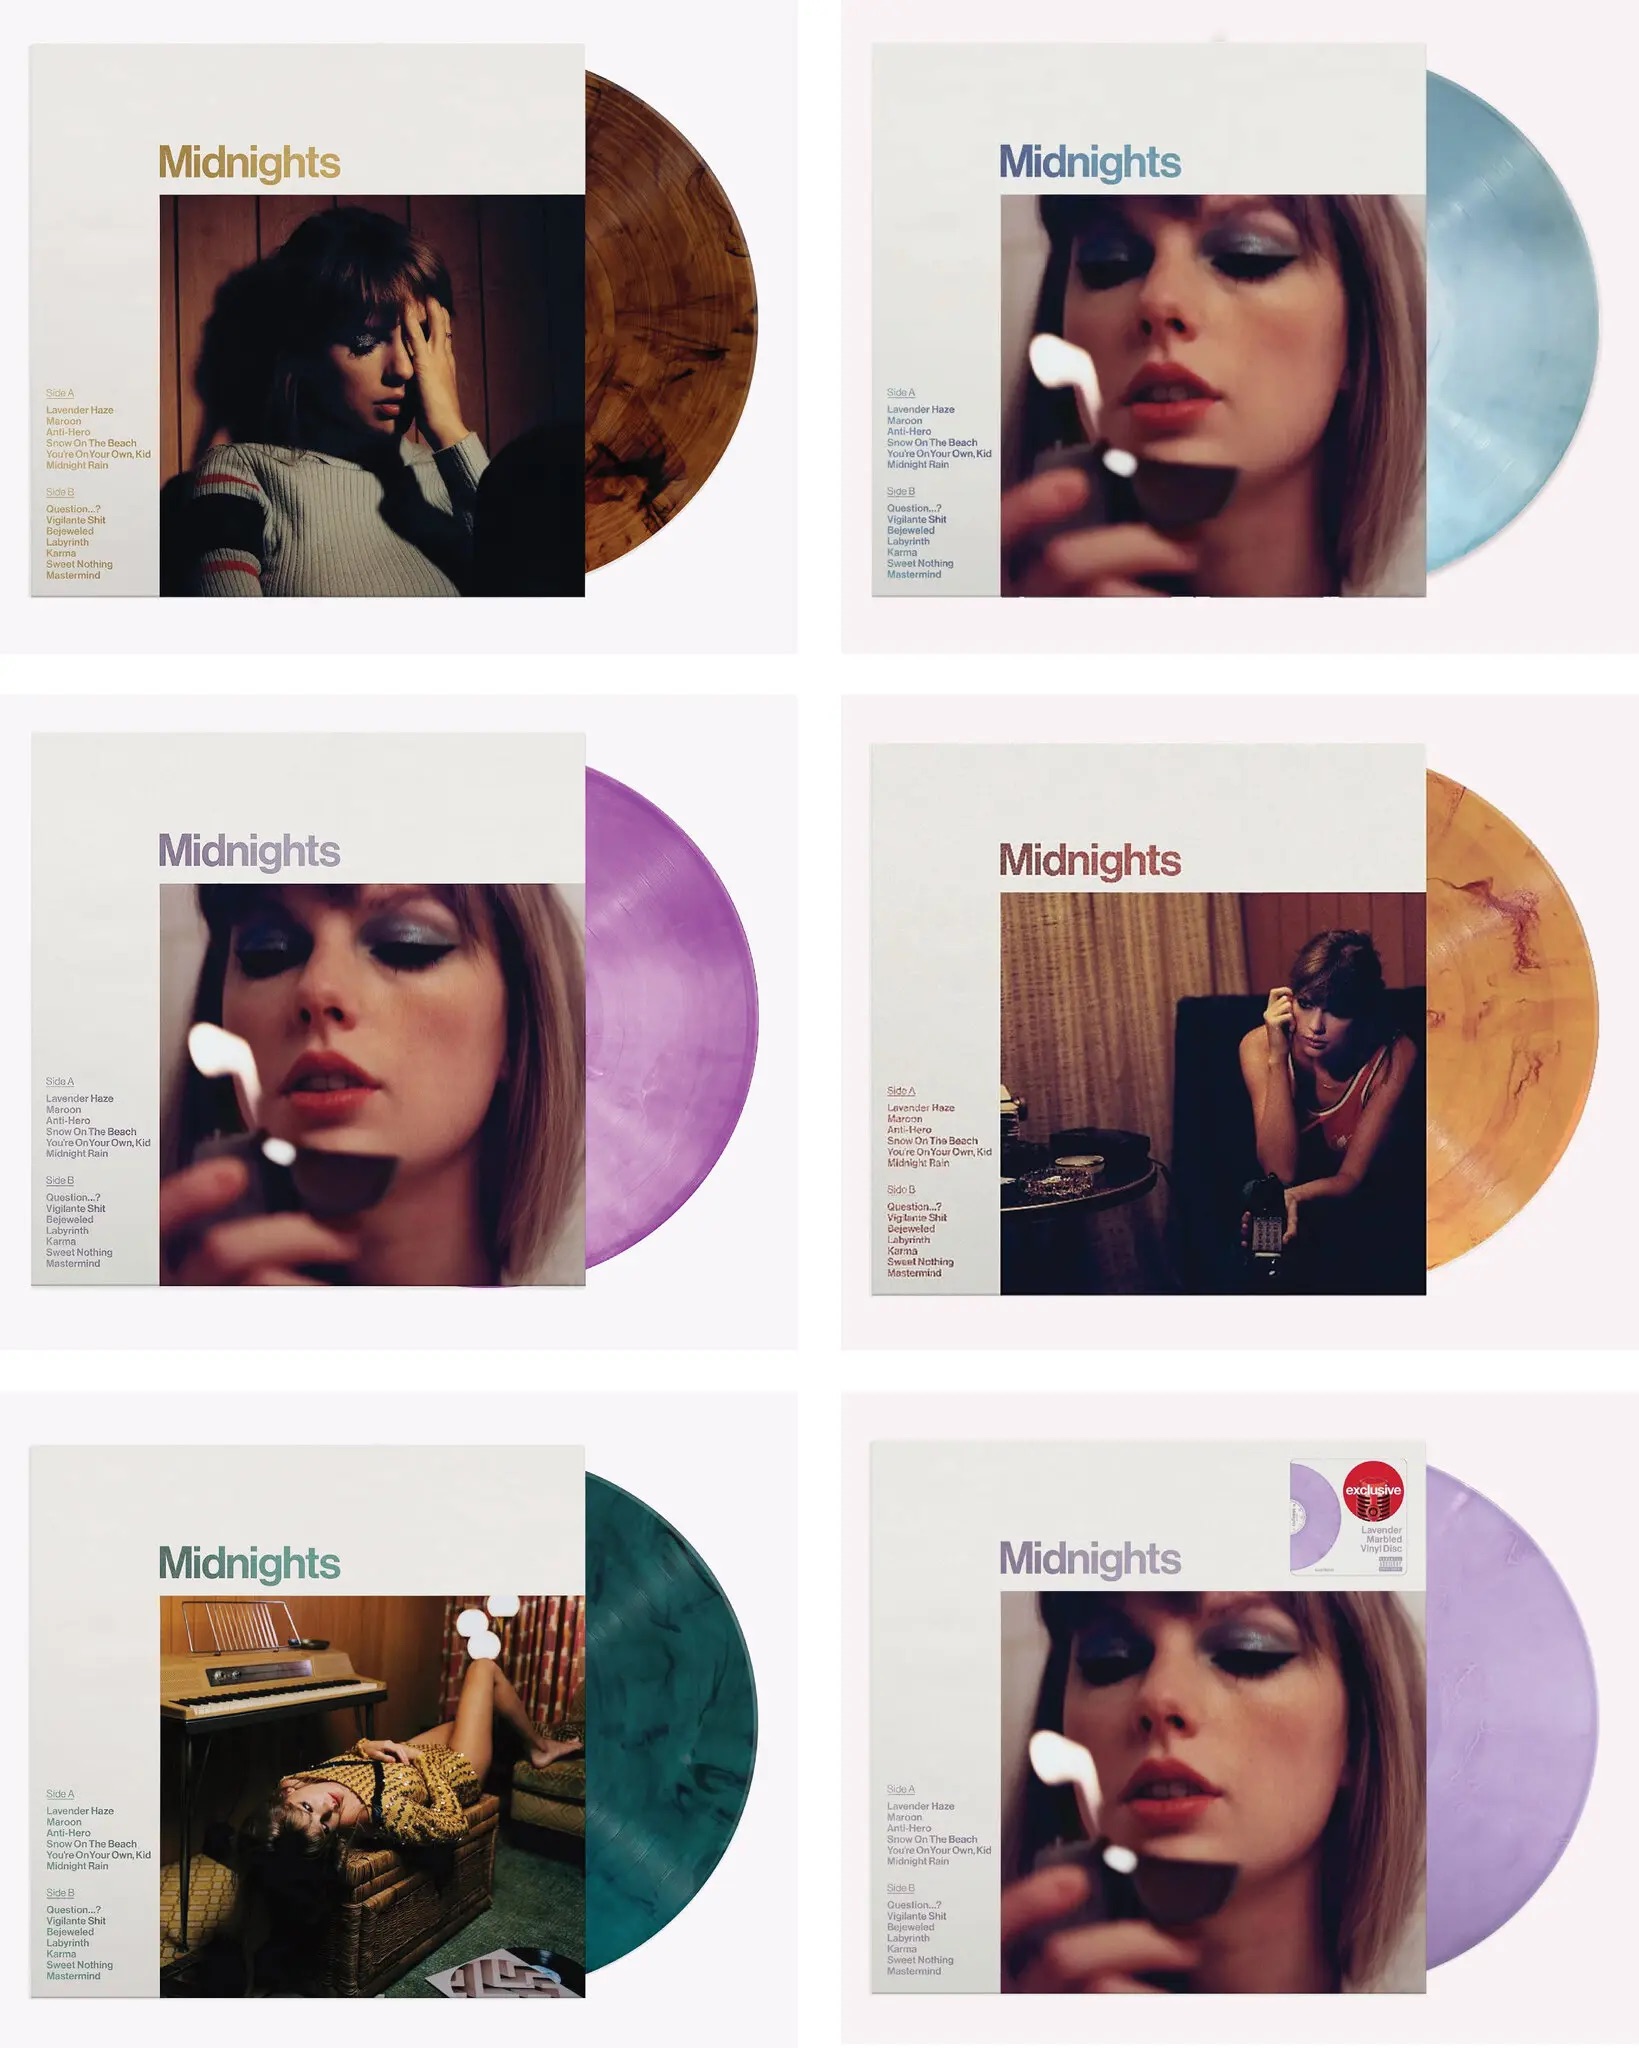 Midnights
Side A
Lavender Haze
Maroon
Anti-Hero
Snow On The Beach
You're On Your Own, Kid
Midnight Rain
Side B
Question...?
Vigilante Shit
Bejeweled
Labyrinth
Karma
Sweet Nothing
Mastermind
Midnights
Side A
Lavender Haze
Maroon
Anti-Hero
Snow On The Beach
You're On Your Own, Kid
Midnight Rain
Side B
Question...?
Vigilante Shit
Bejeweled
Labyrinth
Karma
Sweet Nothing
Mastermind
Midnights
Side A
Lavender Haze
Maroon
Anti-Hero
Snow On The Beach
You're On Your Own, Kid
Midnight Rain
Side B
Question...?
Vigilante Shit
Bejeweled
Labyrinth
Karma
Sweet Nothing
Mastermind
Midnights
Side A
Lavender Haze
Maroon
Anti-Hero
Snow On The Beach
You're On Your Own, Kid
Midnight Rain
Side B
Question...?
Vigilante Shit
Bejeweled
Labyrinth
Karma
Sweet Nothing
Mastermind
Midnights
Side A
Lavender Haze
Maroon
Anti-Hero
Snow On The Beach
You're On Your Own, Kid
Midnight Rain
Side B
Question...?
Vigilante Shit
Bejeweled
Labyrinth
Karma
Sweet Nothing
Mastermind
exclusive
Lavender
Marbled
Vinyl Disc
Midnights
Side A
Lavender Haze
Maroon
Anti-Hero
Snow On The Beach
You're On Your Own, Kid
Midnight Rain
Side B
Question...?
Vigilante Shit
Bejeweled
Labyrinth
Karma
Sweet Nothing
Mastermind